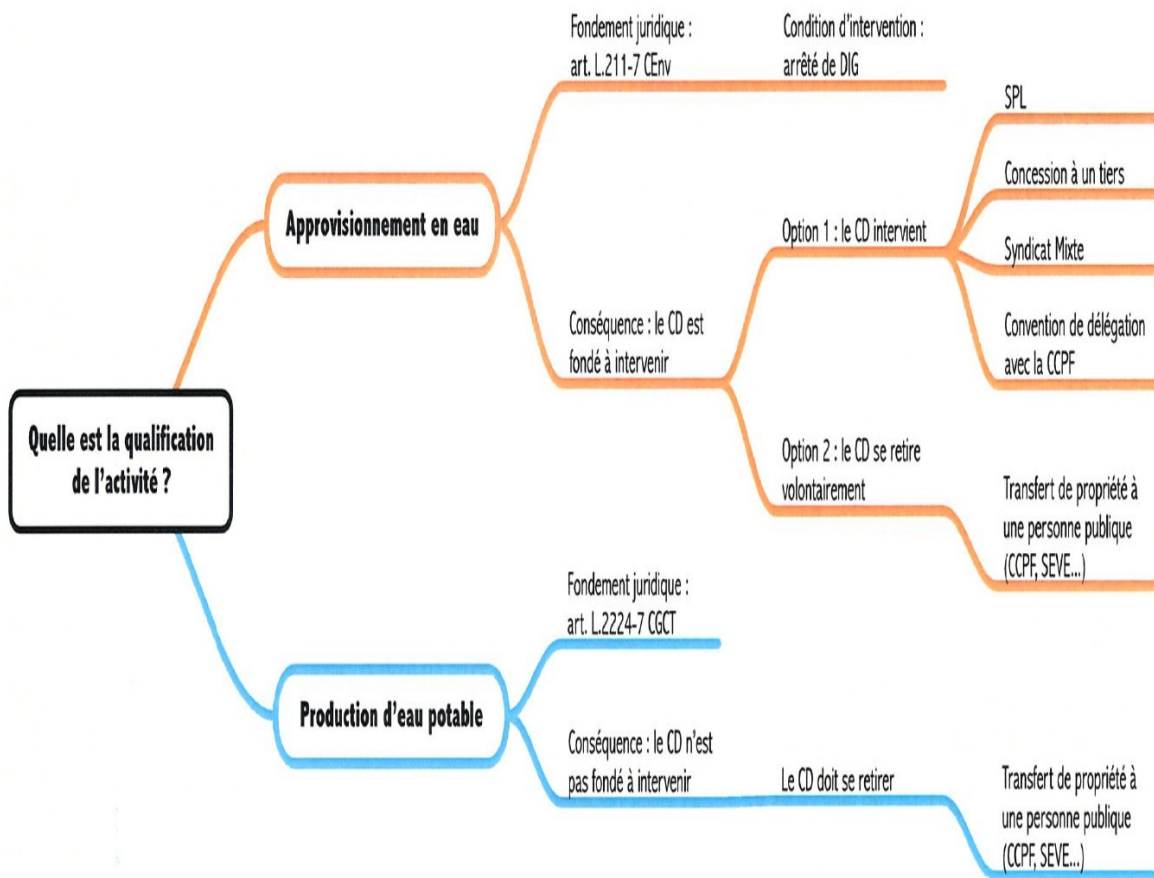 Quelle est la qualification
de l'activité ?
Approvisionnement en eau
Fondement juridique :
art. L.211-7 CEnv
Condition d'intervention :
arrêté de DIG
Conséquence : le CD est
fondé à intervenir
Option 1 : le CD intervient
SPL
Concession à un tiers
Syndicat Mixte
Convention de délégation
avec la CCPF
Option 2 : le CD se retire
volontairement
Transfert de propriété à
une personne publique
(CCPF, SEVE...)
Production d'eau potable
Fondement juridique :
art. L.2224-7 CGCT
Conséquence : le CD n'est
pas fondé à intervenir
Le CD doit se retirer
Transfert de propriété à
une personne publique
(CCPF, SEVE...)